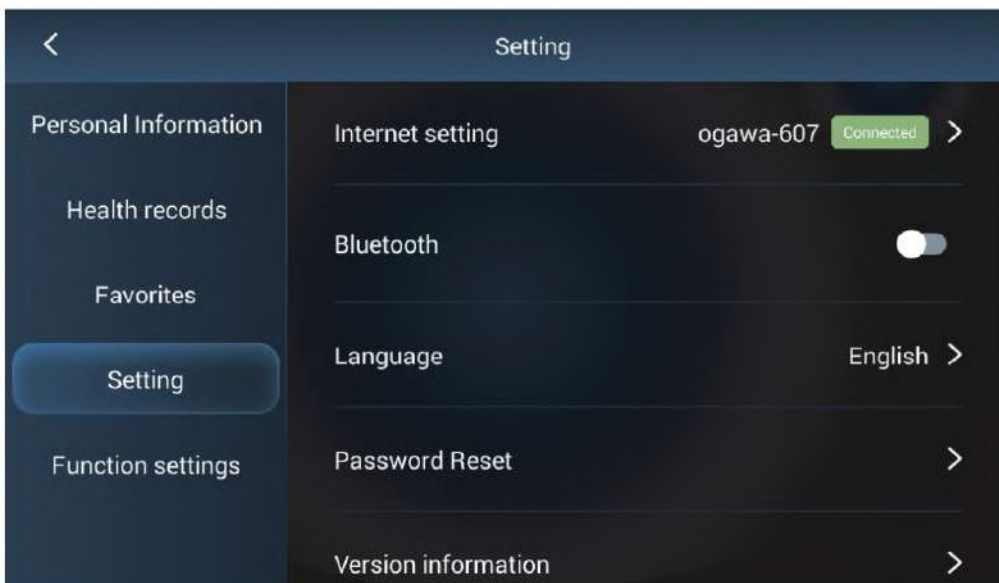 Setting
Personal Information
Health records
Favorites
Setting
Function settings
Internet setting ogawa-607 Connected
Bluetooth
Language English
Password Reset
Version information